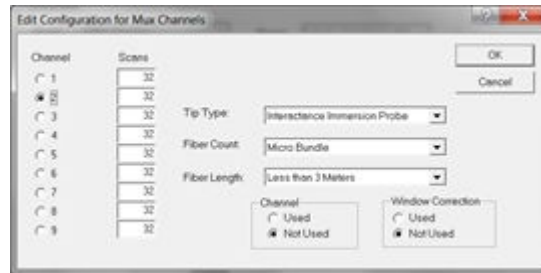 Edit Configuration for Mux Channels
Channel Scans OK
1 32 Cancel
2 32
3 32 Tip Type: Interactance Immersion Probe
4 32
5 32 Fiber Count: Micro Bundle
6 32
7 32 Fiber Length: Less than 3 Meters
8 32 Channel Window Correction
Used Used
9 32 Not Used Not Used